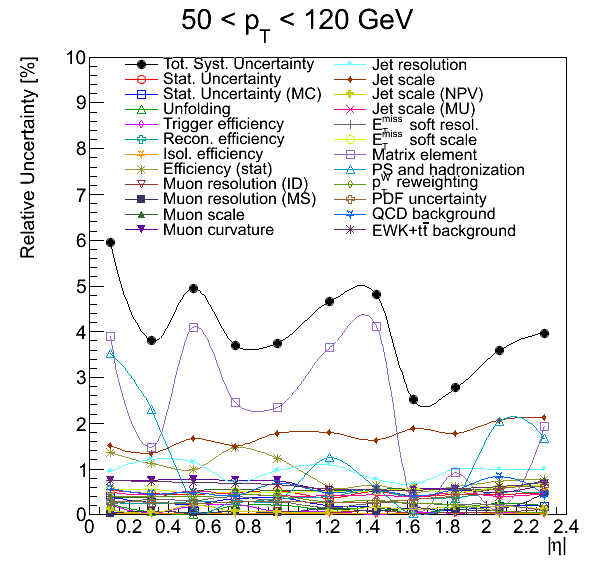 50 < p_T < 120 GeV
Relative Uncertainty [%]
10
9
8
7
6
5
4
3
2
1
0
Tot. Syst. Uncertainty
Stat. Uncertainty
Stat. Uncertainty (MC)
Unfolding
Trigger efficiency
Recon. efficiency
Isol. efficiency
Efficiency (stat)
Muon resolution (ID)
Muon resolution (MS)
Muon scale
Muon curvature
Jet resolution
Jet scale
Jet scale (NPV)
Jet scale (MU)
E_T^miss soft resol.
E_T^miss soft scale
Matrix element
PS and hadronization
p_T^W reweighting
PDF uncertainty
QCD background
EWK+tt̄ background
0 0.2 0.4 0.6 0.8 1 1.2 1.4 1.6 1.8 2 2.2 2.4
|η|